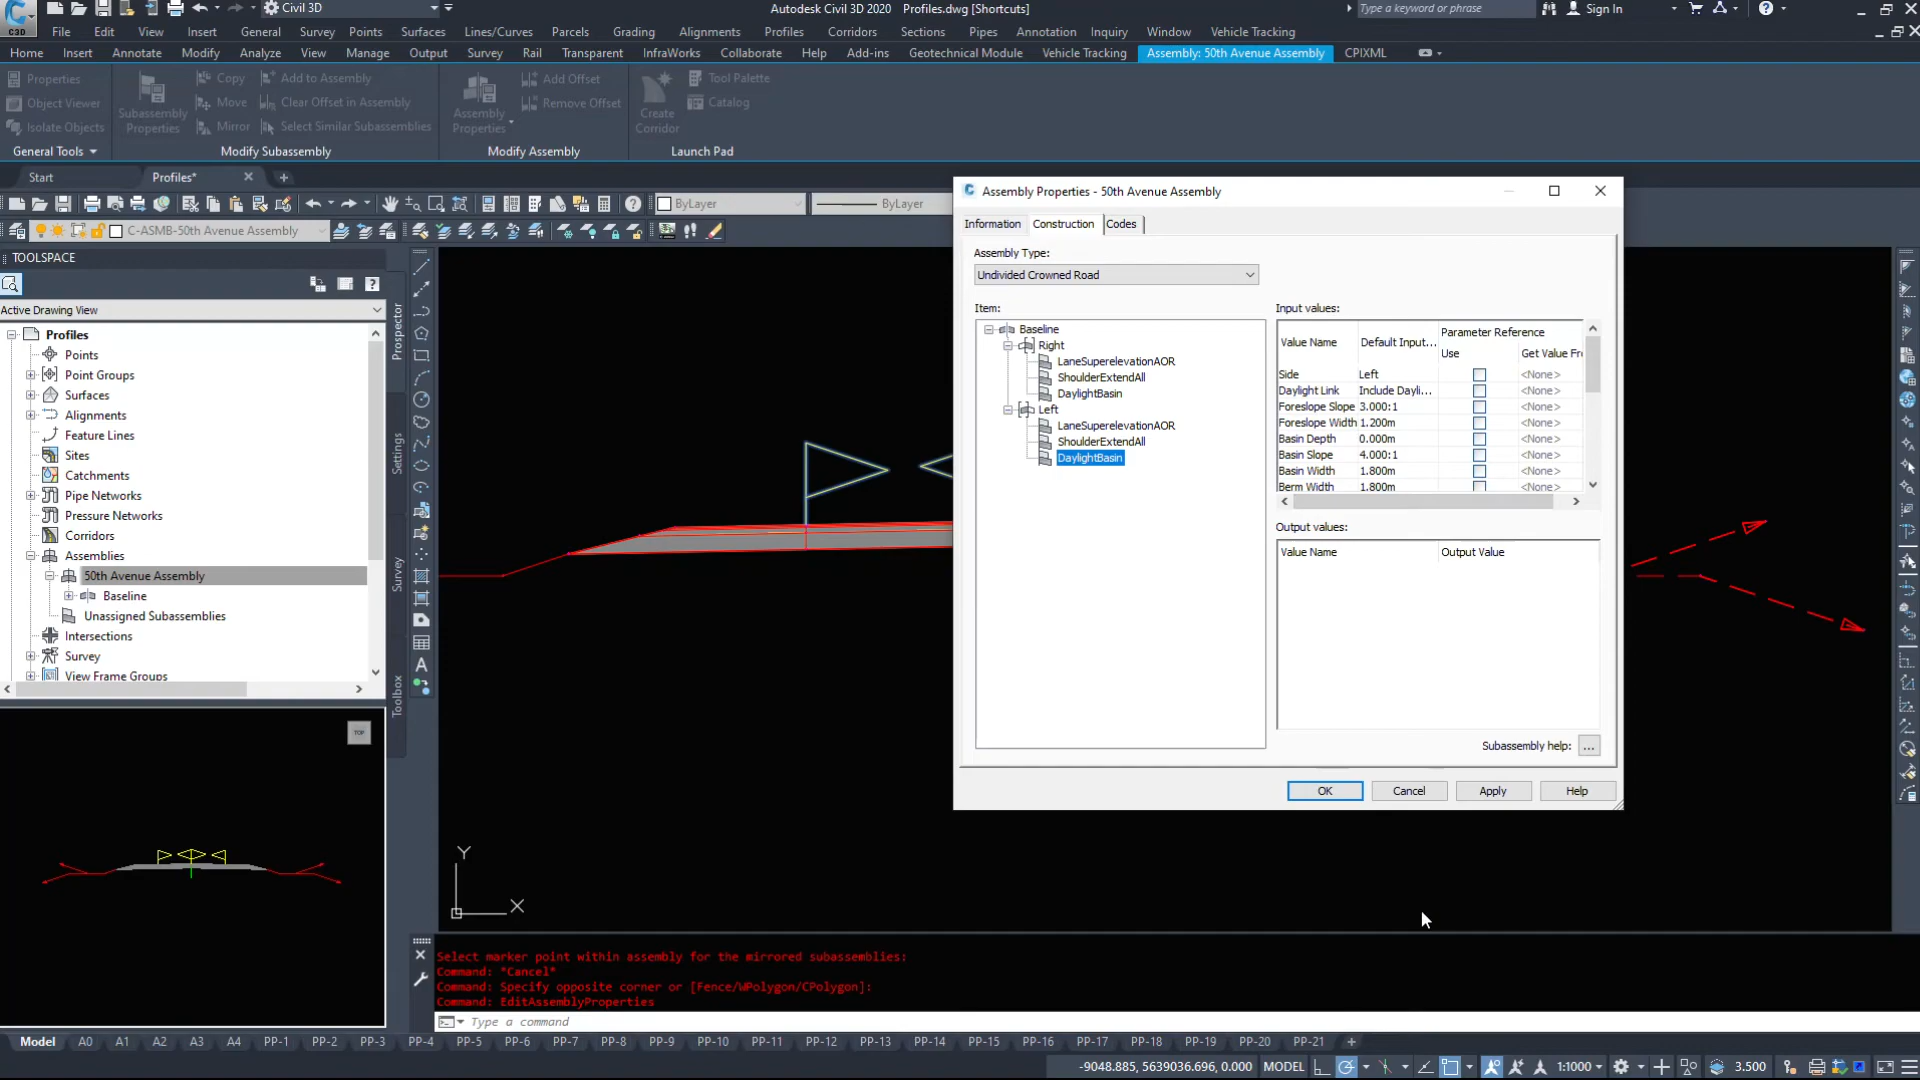 Civil 3D
Autodesk Civil 3D 2020 Profiles.dwg [Shortcuts]
Type a keyword or phrase
Sign In
C3D
File Edit View Insert General Survey Points Surfaces Lines/Curves Parcels Grading Alignments Profiles Corridors Sections Pipes Annotation Inquiry Window Vehicle Tracking
Home Insert Annotate Modify Analyze View Manage Output Survey Rail Transparent InfraWorks Collaborate Help Add-ins Geotechnical Module Vehicle Tracking Assembly: 50th Avenue Assembly CPIXML
Properties
Object Viewer
Isolate Objects
General Tools
Subassembly Properties
Copy
Move
Mirror
Add to Assembly
Clear Offset in Assembly
Select Similar Subassemblies
Modify Subassembly
Assembly Properties
Add Offset
Remove Offset
Modify Assembly
Create Corridor
Tool Palette
Catalog
Launch Pad
Start
Profiles*
ByLayer
ByLayer
C-ASMB-50th Avenue Assembly
TOOLSPACE
Active Drawing View
Profiles
Points
Point Groups
Surfaces
Alignments
Feature Lines
Sites
Catchments
Pipe Networks
Pressure Networks
Corridors
Assemblies
50th Avenue Assembly
Baseline
Unassigned Subassemblies
Intersections
Survey
View Frame Groups
Prospector
Settings
Survey
Toolbox
TOP
Assembly Properties - 50th Avenue Assembly
Information Construction Codes
Assembly Type:
Undivided Crowned Road
Item:
Baseline
Right
LaneSuperelevationAOR
ShoulderExtendAll
DaylightBasin
Left
LaneSuperelevationAOR
ShoulderExtendAll
DaylightBasin
Input values:
Value Name Default Input... Parameter Reference
Use Get Value Fr
Side Left <None>
Daylight Link Include Dayli... <None>
Foreslope Slope 3.000:1 <None>
Foreslope Width 1.200m <None>
Basin Depth 0.000m <None>
Basin Slope 4.000:1 <None>
Basin Width 1.800m <None>
Berm Width 1.800m <None>
Output values:
Value Name Output Value
Subassembly help: ...
OK Cancel Apply Help
Y
X
Select marker point within assembly for the mirrored subassemblies:
Command: *Cancel*
Command: Specify opposite corner or [Fence/WPolygon/CPolygon]:
Command: EditAssemblyProperties
Type a command
Model A0 A1 A2 A3 A4 PP-1 PP-2 PP-3 PP-4 PP-5 PP-6 PP-7 PP-8 PP-9 PP-10 PP-11 PP-12 PP-13 PP-14 PP-15 PP-16 PP-17 PP-18 PP-19 PP-20 PP-21
-9048.885, 5639036.696, 0.000 MODEL 1:1000 3.500